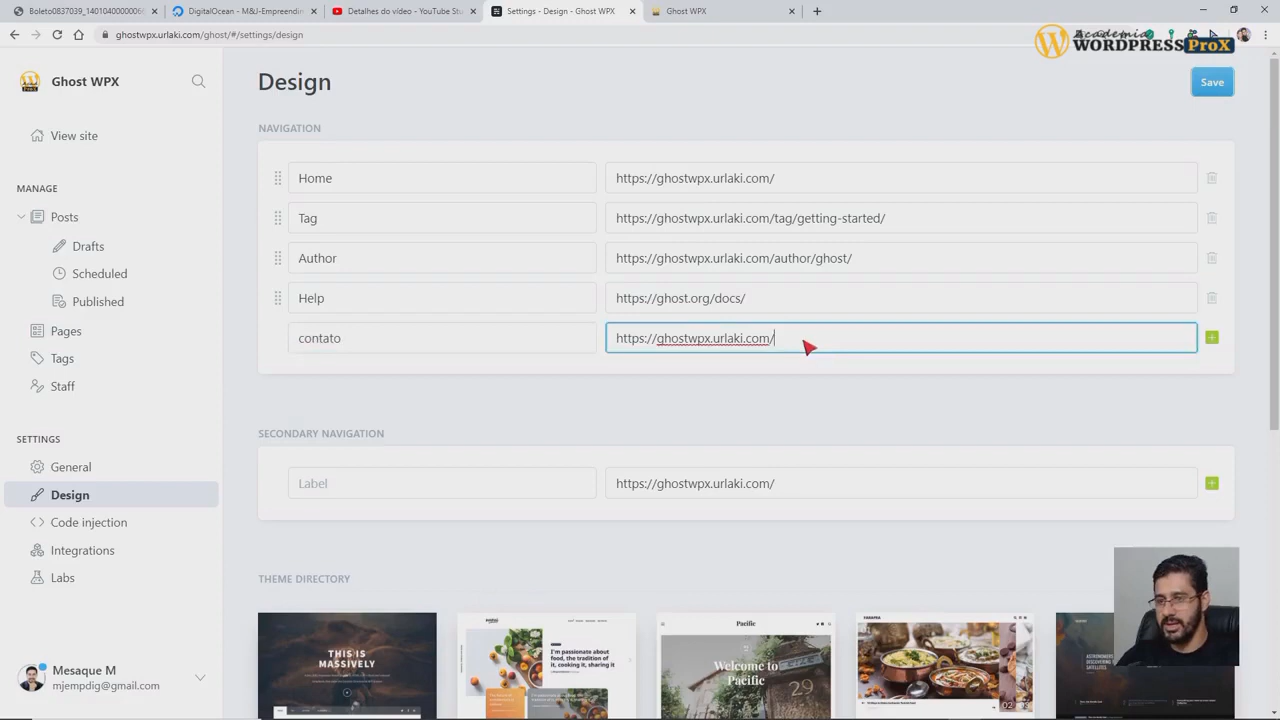 Boleto0837039_14010400000066
DigitalOcean - M&J-Empreendir
Detalhes do vídeo - YouTube Stu
Settings - Design - Ghost WPX
Ghost WPX
ghostwpx.urlaki.com/ghost/#/settings/design
Academia
WORDPRESS ProX
Ghost WPX
Design
Save
View site
NAVIGATION
Home
https://ghostwpx.urlaki.com/
MANAGE
Posts
Tag
https://ghostwpx.urlaki.com/tag/getting-started/
Drafts
Author
https://ghostwpx.urlaki.com/author/ghost/
Scheduled
Published
Help
https://ghost.org/docs/
Pages
contato
https://ghostwpx.urlaki.com/
Tags
Staff
SETTINGS
SECONDARY NAVIGATION
General
Label
https://ghostwpx.urlaki.com/
Design
Code injection
Integrations
Labs
THEME DIRECTORY
THIS IS
PASSIVELY
I'm passionate about
food, the tradition of
it, cooking it, sharing it
Pacific
Welcome to
Pacific
Mesaque M
mjempdig@gmail.com